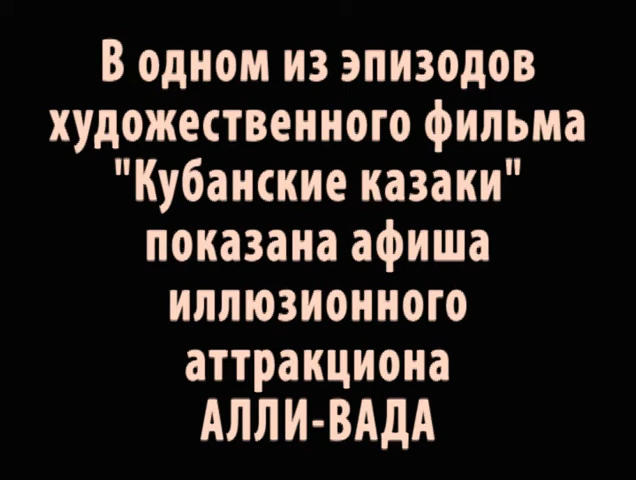 В одном из эпизодов
художественного фильма
"Кубанские казаки"
показана афиша
иллюзионного
аттракциона
АЛЛИ-ВАДА